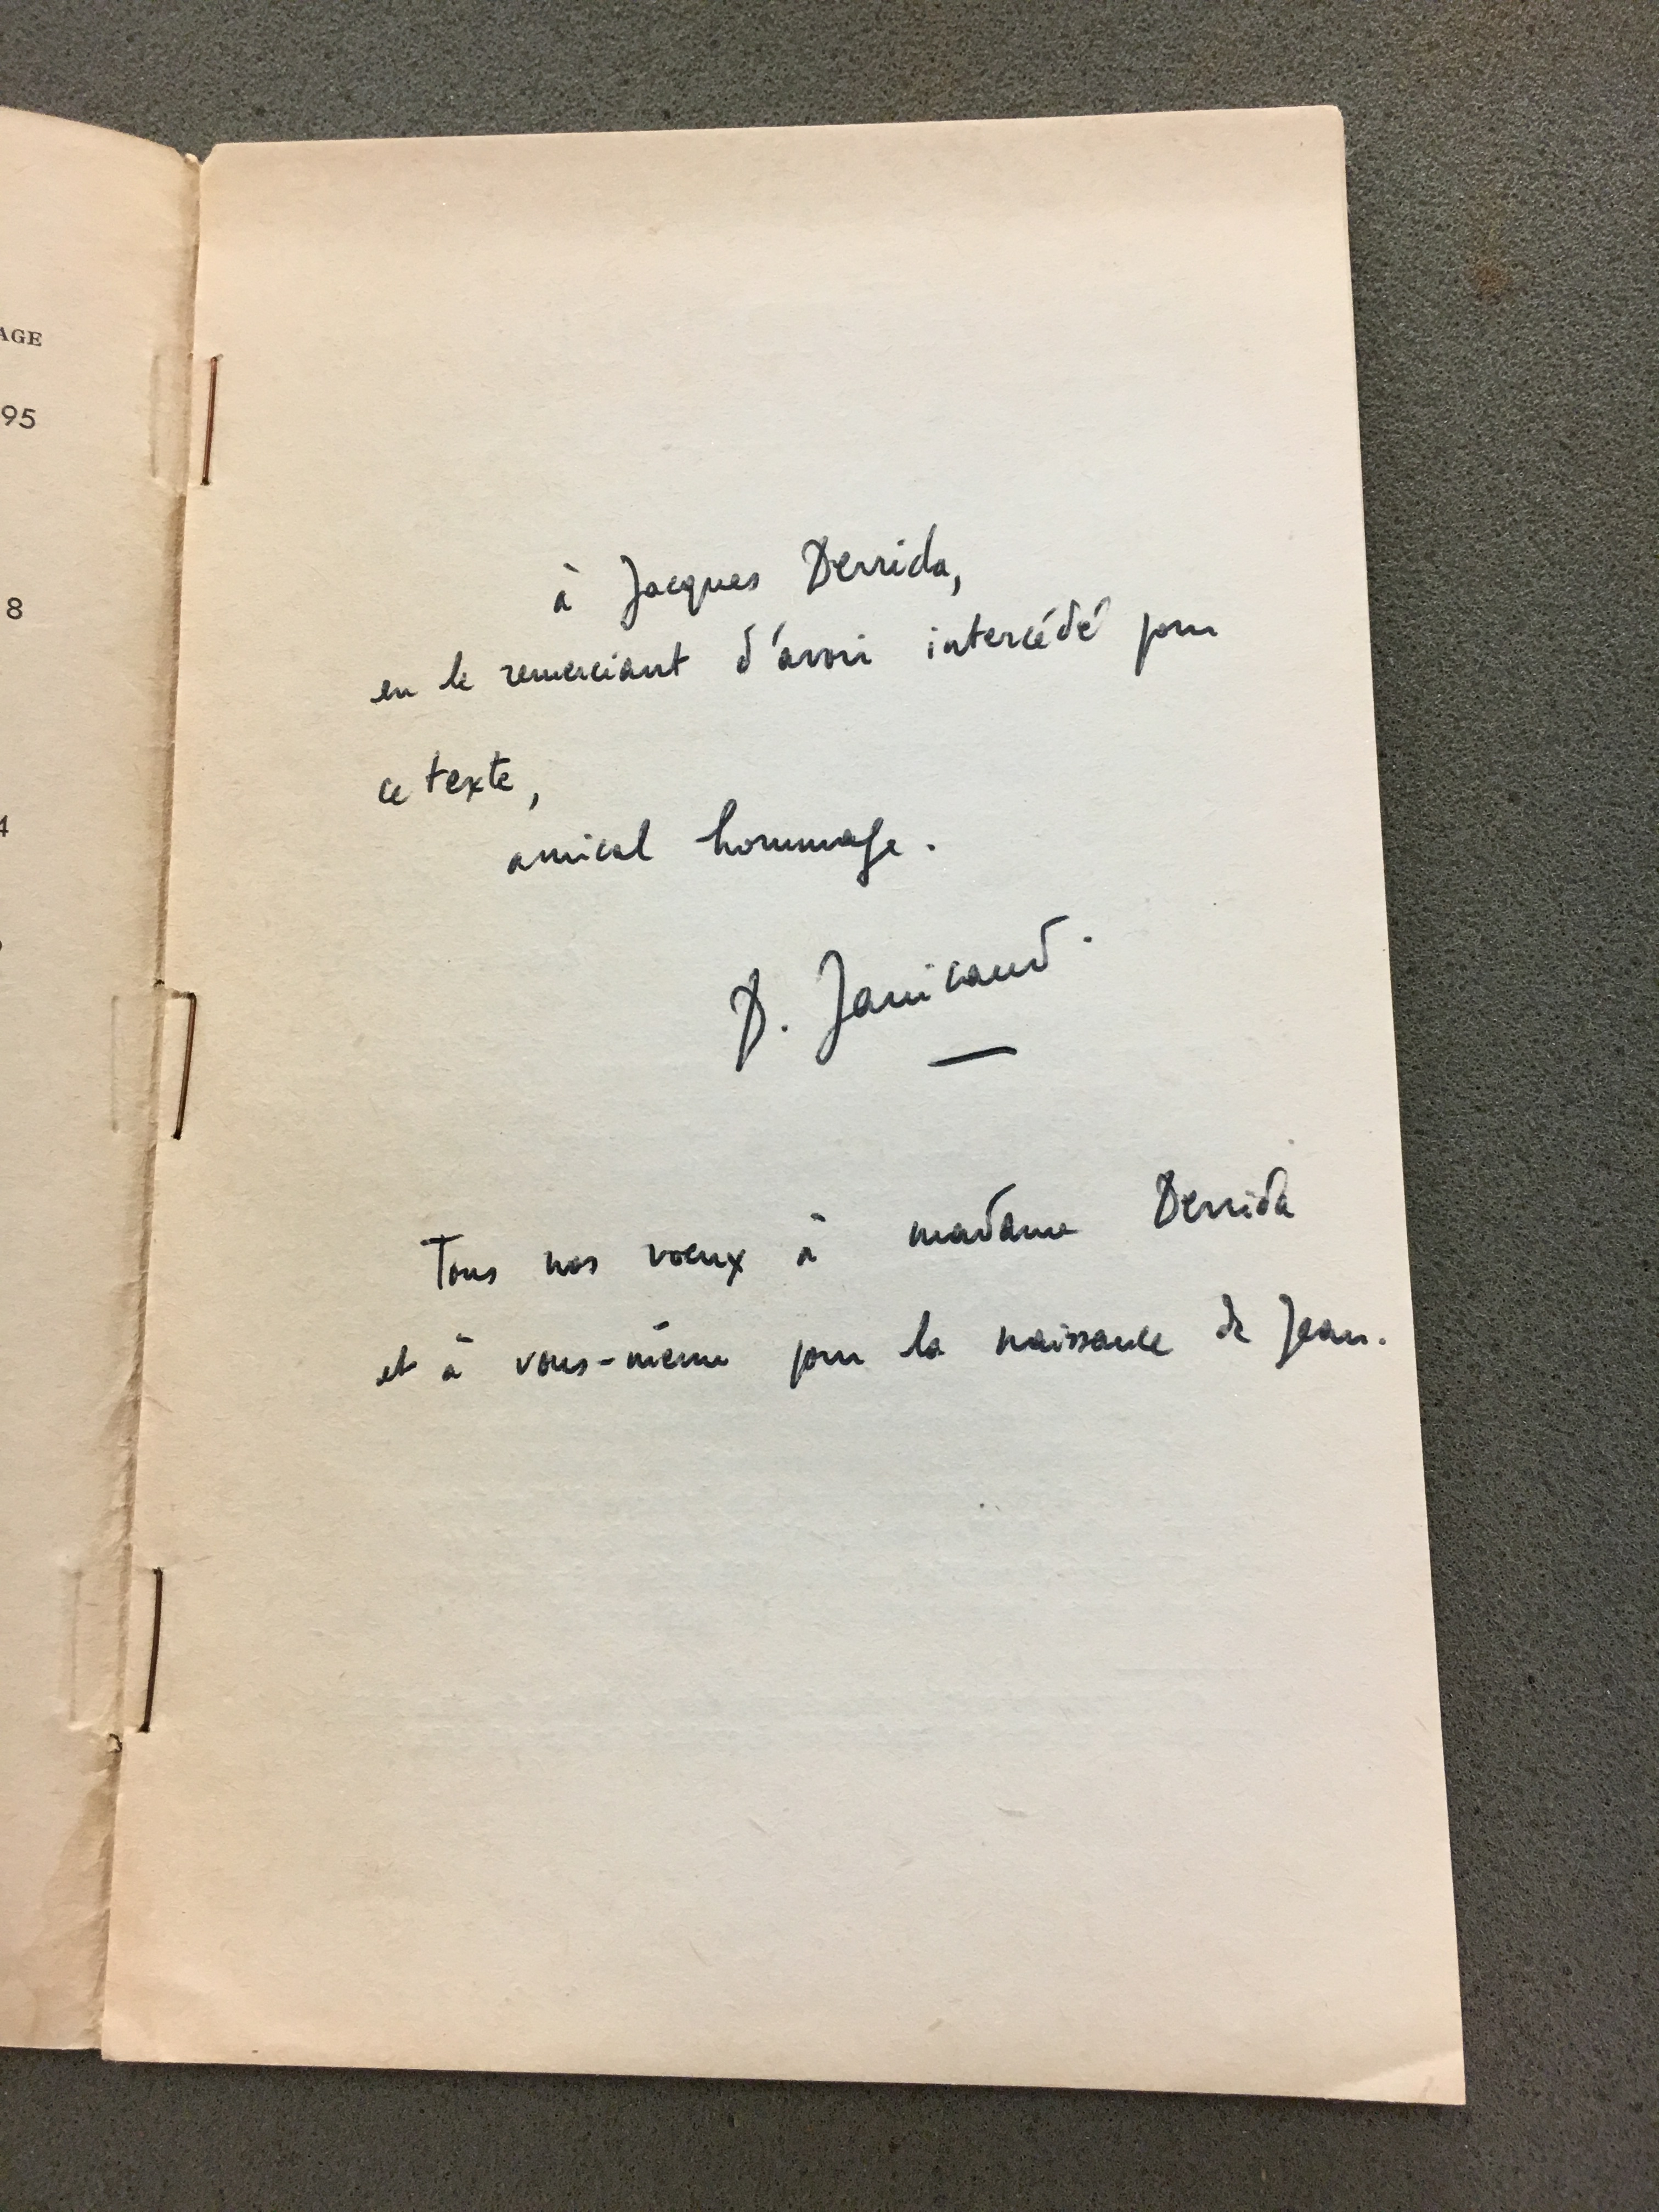 AGE
95
8
4
à Jacques Derrida,
en le remerciant d'avoir intercédé pour
ce texte,
amical hommage.
D. Janicaud.
Tous nos voeux à madame Derrida
et à vous-même pour la naissance de Jean.